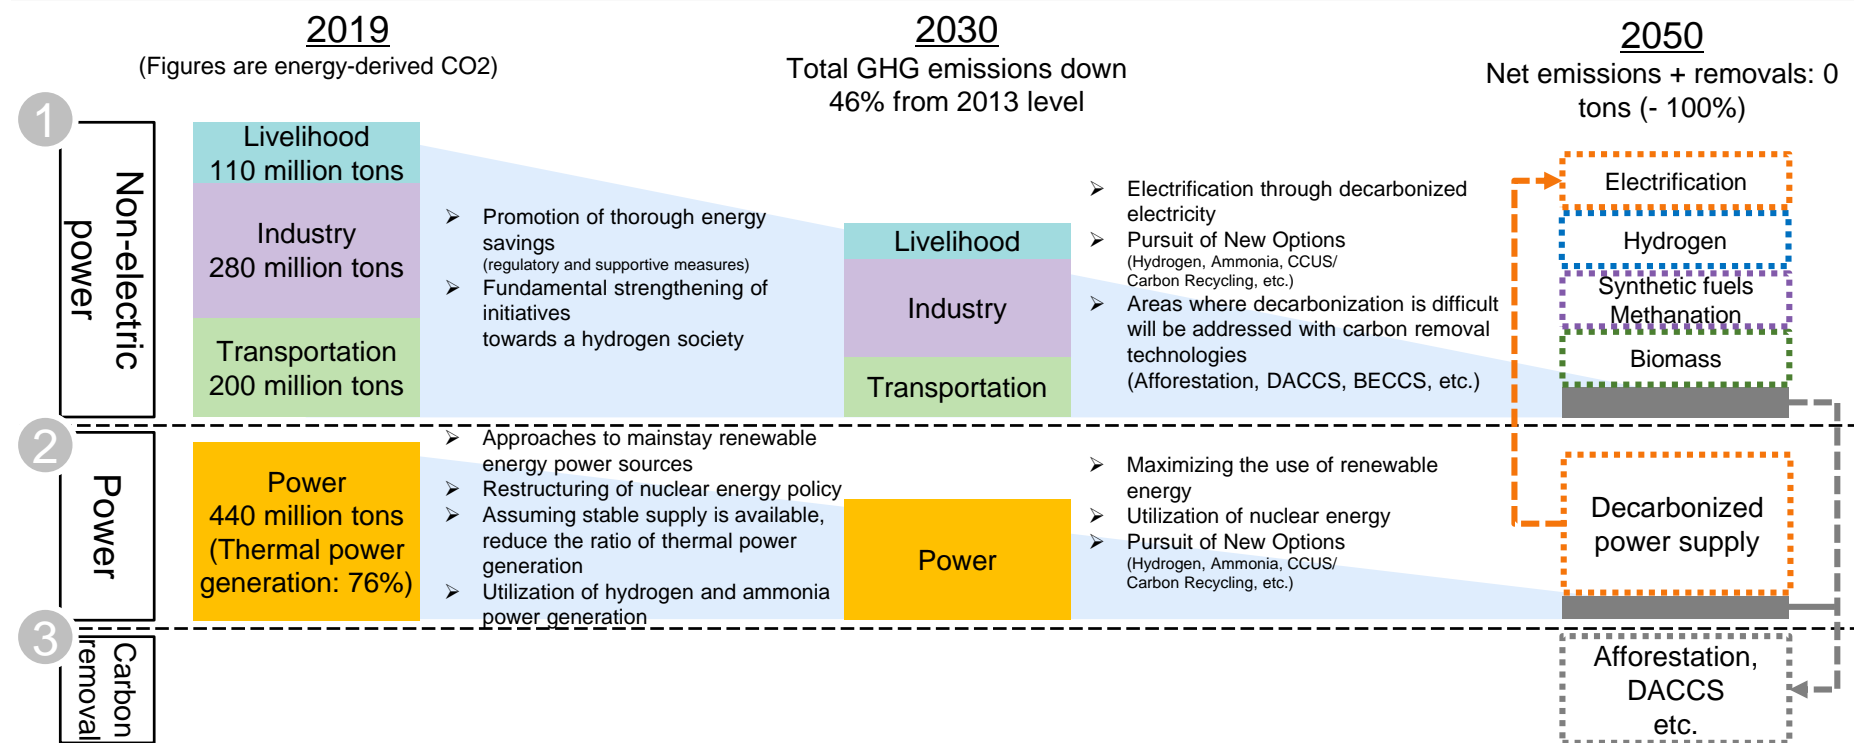 2019
(Figures are energy-derived CO2)
2030
Total GHG emissions down
46% from 2013 level
2050
Net emissions + removals: 0
tons (- 100%)
1
Non-electric
power
Livelihood
110 million tons
Industry
280 million tons
Transportation
200 million tons
➢ Promotion of thorough energy
savings
(regulatory and supportive measures)
➢ Fundamental strengthening of
initiatives
towards a hydrogen society
Livelihood
Industry
Transportation
➢ Electrification through decarbonized
electricity
➢ Pursuit of New Options
(Hydrogen, Ammonia, CCUS/
Carbon Recycling, etc.)
➢ Areas where decarbonization is difficult
will be addressed with carbon removal
technologies
(Afforestation, DACCS, BECCS, etc.)
Electrification
Hydrogen
Synthetic fuels
Methanation
Biomass
2
Power
Power
440 million tons
(Thermal power
generation: 76%)
➢ Approaches to mainstay renewable
energy power sources
➢ Restructuring of nuclear energy policy
➢ Assuming stable supply is available,
reduce the ratio of thermal power
generation
➢ Utilization of hydrogen and ammonia
power generation
Power
➢ Maximizing the use of renewable
energy
➢ Utilization of nuclear energy
➢ Pursuit of New Options
(Hydrogen, Ammonia, CCUS/
Carbon Recycling, etc.)
Decarbonized
power supply
3
Carbon
removal
Afforestation,
DACCS
etc.